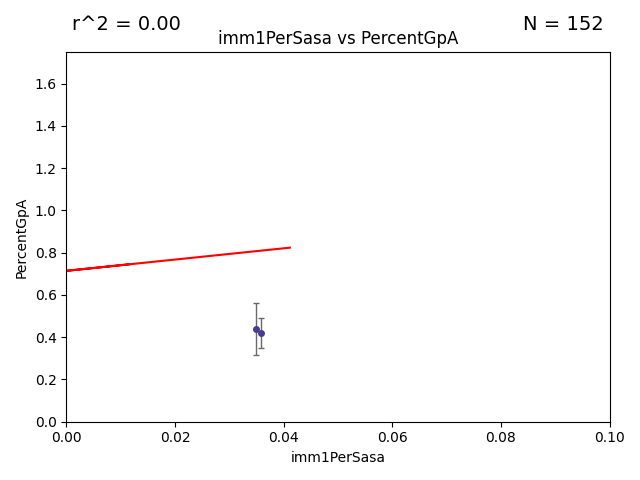 r^2 = 0.00
N = 152
imm1PerSasa vs PercentGpA
PercentGpA
1.6
1.4
1.2
1.0
0.8
0.6
0.4
0.2
0.0
0.00 0.02 0.04 0.06 0.08 0.10
imm1PerSasa